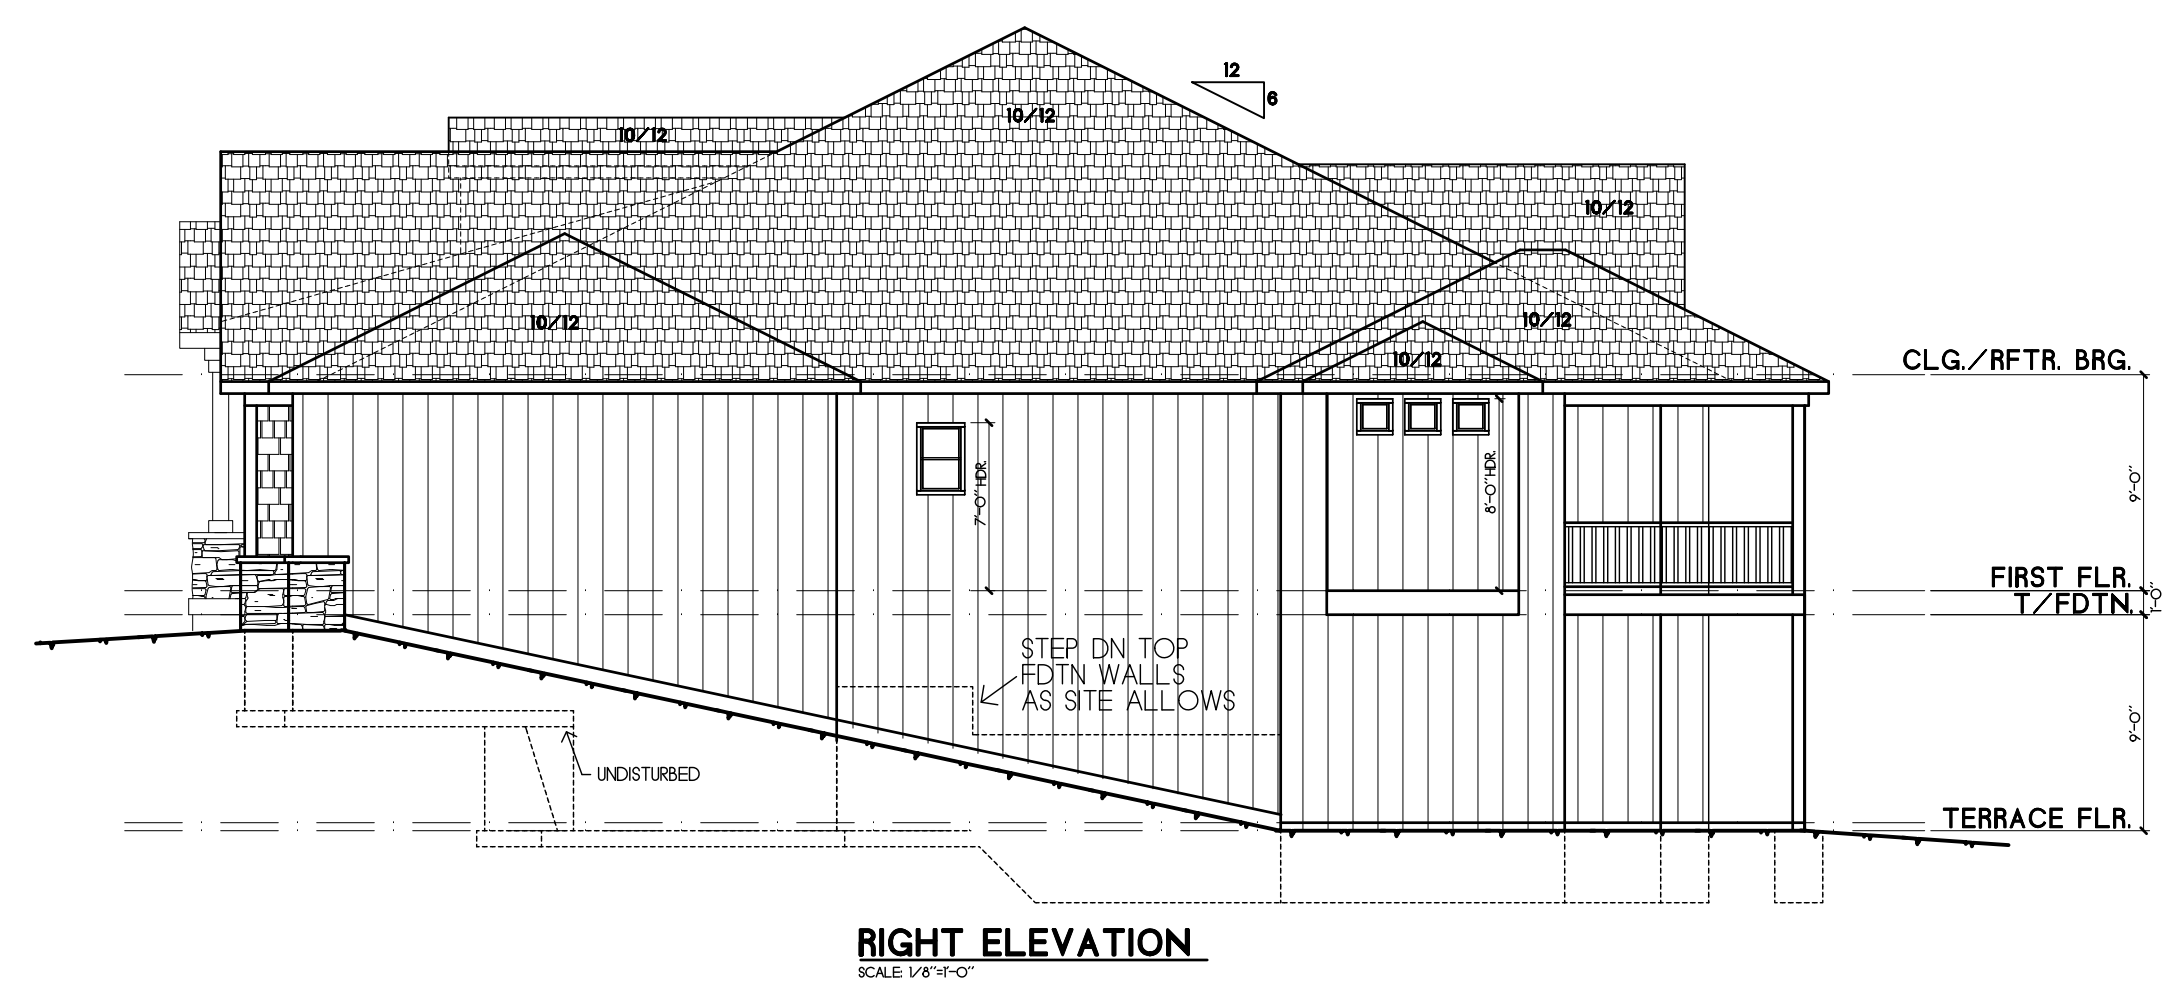 12
6
10/12
10/12
10/12
10/12
10/12
10/12
CLG./RFTR. BRG.
9'-0"
7'-0" HDR.
8'-0" HDR.
FIRST FLR.
1'-0"
T/FDTN.
STEP DN TOP
FDTN WALLS
AS SITE ALLOWS
9'-0"
UNDISTURBED
TERRACE FLR.
RIGHT ELEVATION
SCALE: 1/8"=1'-0"